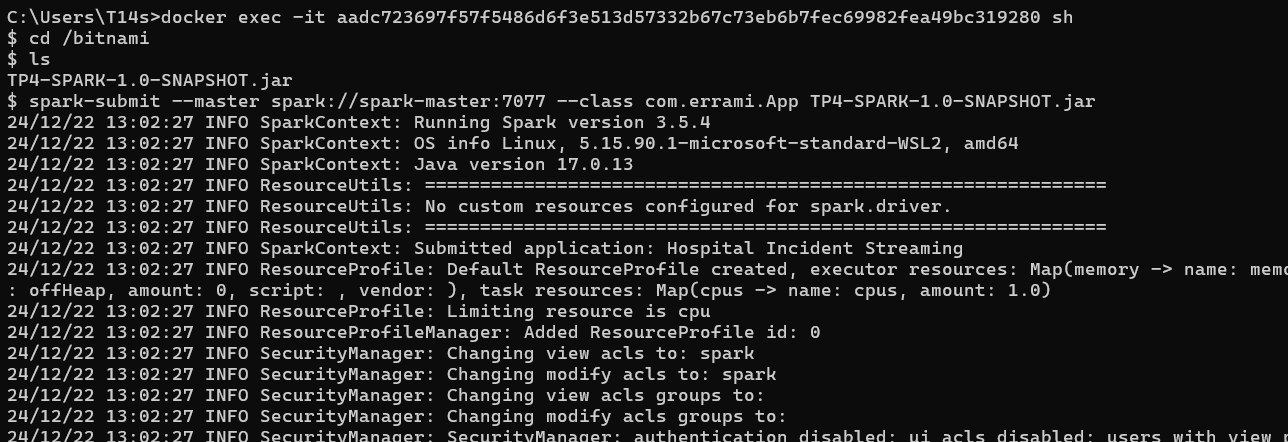 C:\Users\T14s>docker exec -it aadc723697f57f5486d6f3e513d57332b67c73eb6b7fec69982fea49bc319280 sh
$ cd /bitnami
$ ls
TP4-SPARK-1.0-SNAPSHOT.jar
$ spark-submit --master spark://spark-master:7077 --class com.errami.App TP4-SPARK-1.0-SNAPSHOT.jar
24/12/22 13:02:27 INFO SparkContext: Running Spark version 3.5.4
24/12/22 13:02:27 INFO SparkContext: OS info Linux, 5.15.90.1-microsoft-standard-WSL2, amd64
24/12/22 13:02:27 INFO SparkContext: Java version 17.0.13
24/12/22 13:02:27 INFO ResourceUtils: ==============================================================
24/12/22 13:02:27 INFO ResourceUtils: No custom resources configured for spark.driver.
24/12/22 13:02:27 INFO ResourceUtils: ==============================================================
24/12/22 13:02:27 INFO SparkContext: Submitted application: Hospital Incident Streaming
24/12/22 13:02:27 INFO ResourceProfile: Default ResourceProfile created, executor resources: Map(memory -> name: memo
: offHeap, amount: 0, script: , vendor: ), task resources: Map(cpus -> name: cpus, amount: 1.0)
24/12/22 13:02:27 INFO ResourceProfile: Limiting resource is cpu
24/12/22 13:02:27 INFO ResourceProfileManager: Added ResourceProfile id: 0
24/12/22 13:02:27 INFO SecurityManager: Changing view acls to: spark
24/12/22 13:02:27 INFO SecurityManager: Changing modify acls to: spark
24/12/22 13:02:27 INFO SecurityManager: Changing view acls groups to:
24/12/22 13:02:27 INFO SecurityManager: Changing modify acls groups to:
24/12/22 13:02:27 INFO SecurityManager: SecurityManager: authentication disabled; ui acls disabled; users with view